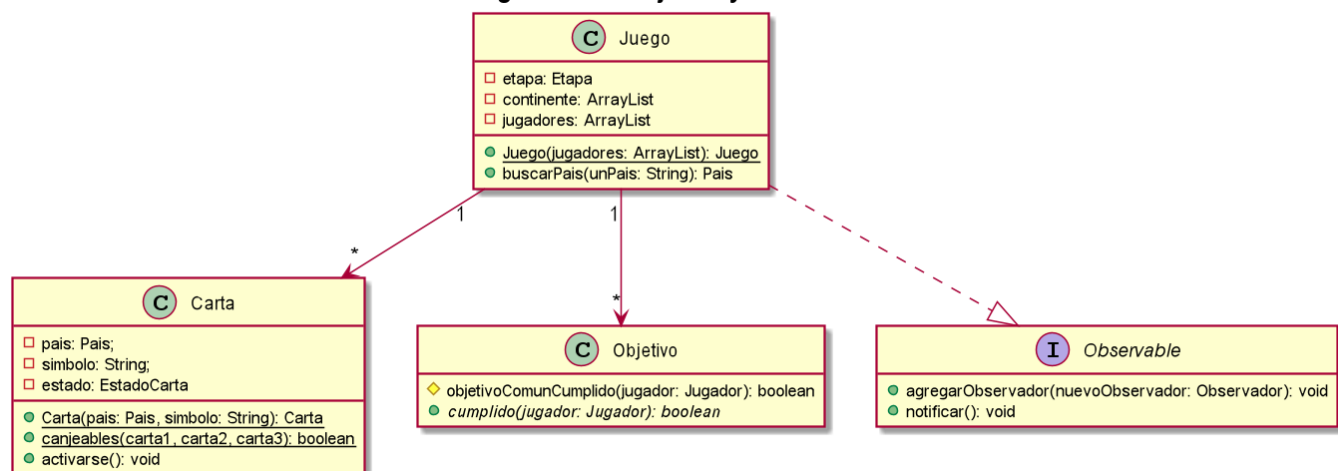 C Juego
etapa: Etapa
continente: ArrayList
jugadores: ArrayList
Juego(jugadores: ArrayList): Juego
buscarPais(unPais: String): Pais
1
1
*
*
C Carta
pais: Pais;
simbolo: String;
estado: EstadoCarta
Carta(pais: Pais, simbolo: String): Carta
canjeables(carta1, carta2, carta3): boolean
activarse(): void
C Objetivo
objetivoComunCumplido(jugador: Jugador): boolean
cumplido(jugador: Jugador): boolean
I Observable
agregarObservador(nuevoObservador: Observador): void
notificar(): void